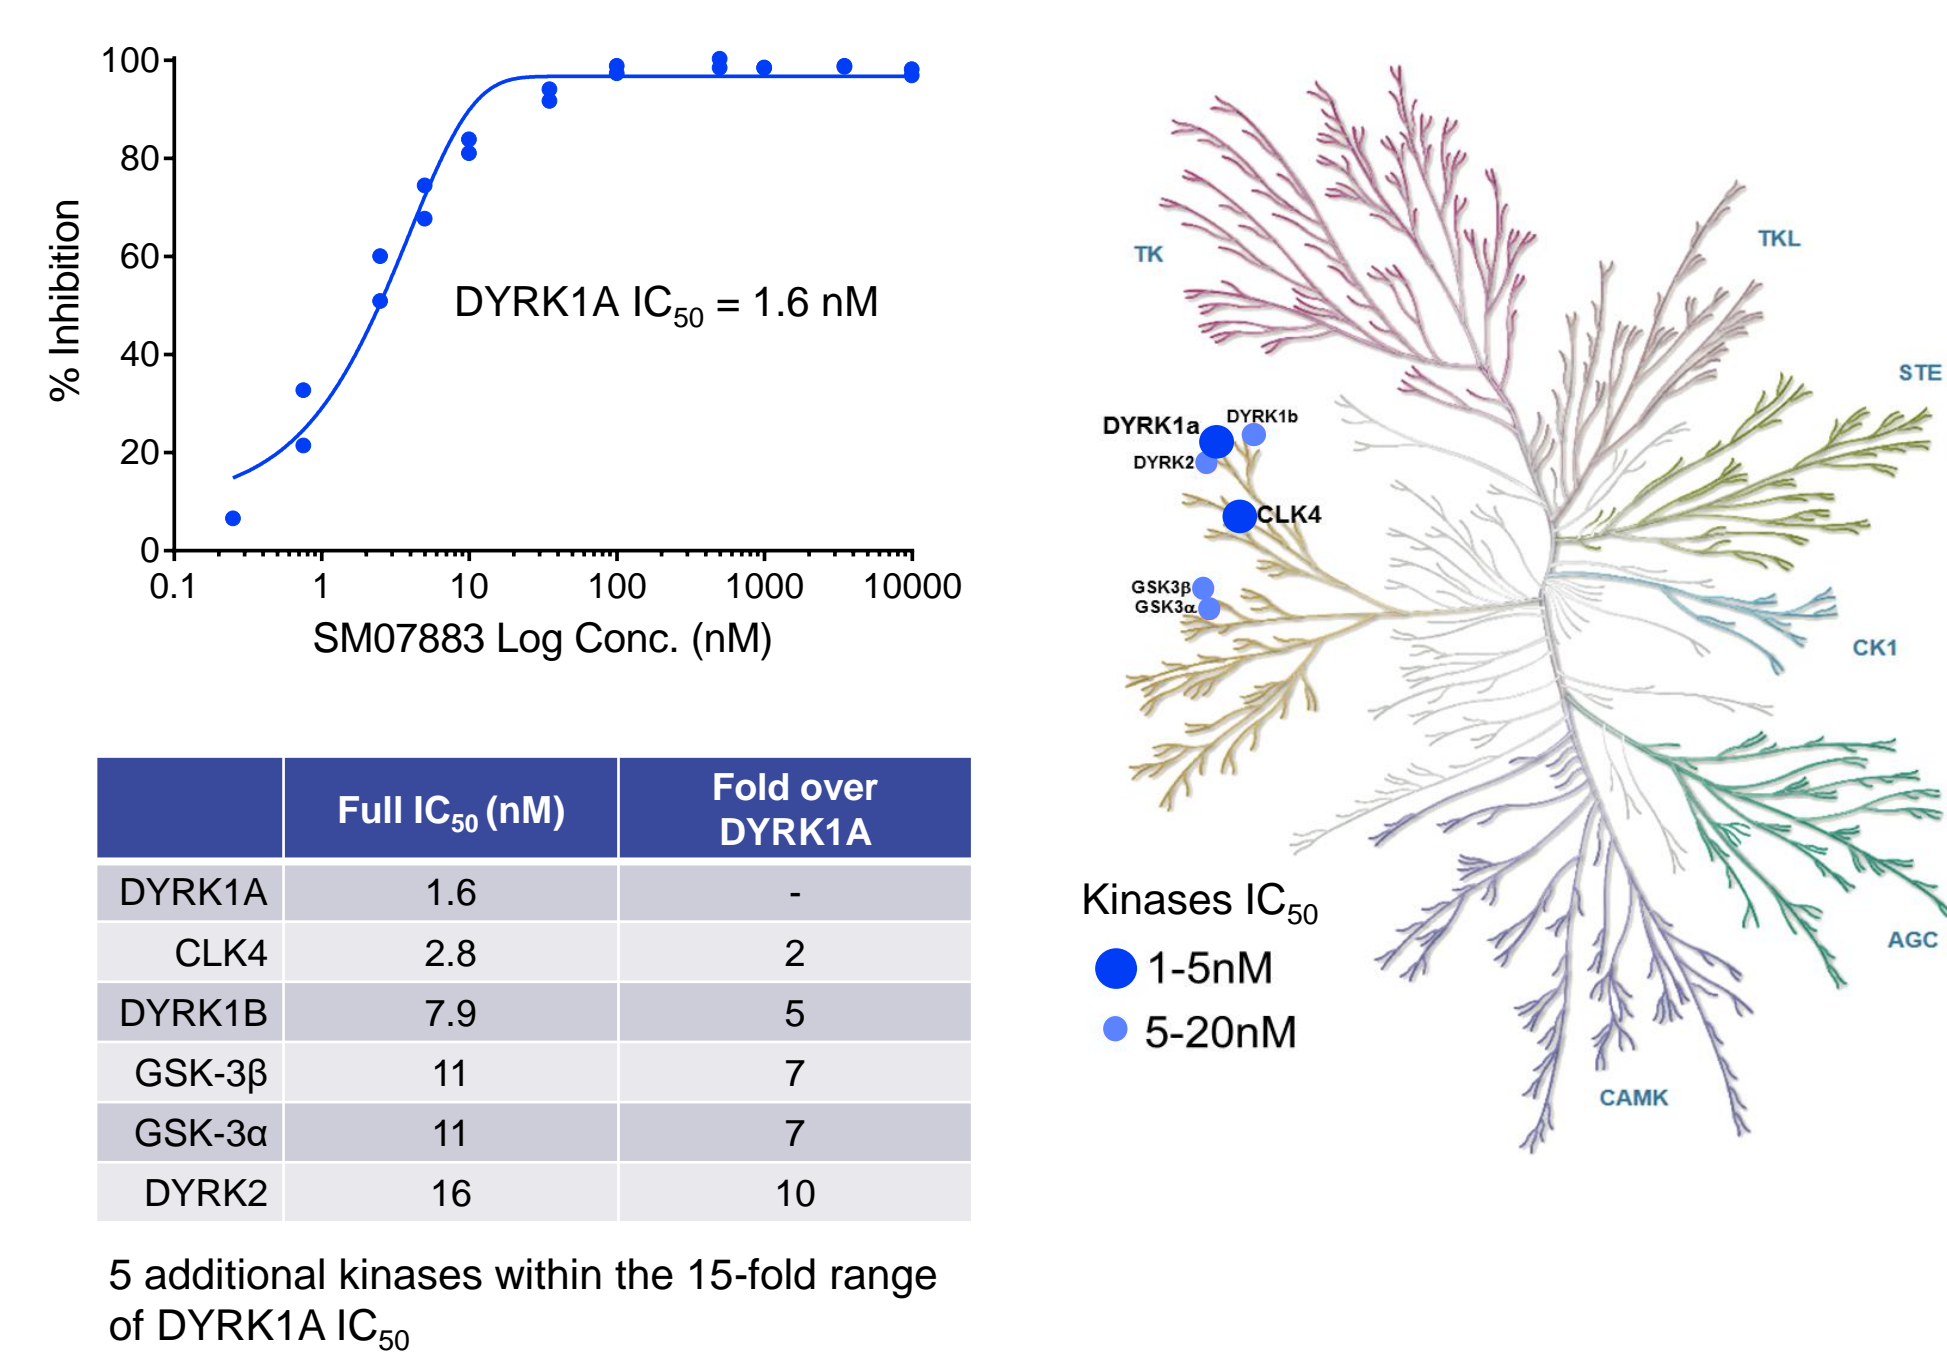 100
80
60
40
20
0
% Inhibition
DYRK1A IC50 = 1.6 nM
0.1 1 10 100 1000 10000
SM07883 Log Conc. (nM)
Full IC50 (nM) Fold over DYRK1A
DYRK1A 1.6 -
CLK4 2.8 2
DYRK1B 7.9 5
GSK-3β 11 7
GSK-3α 11 7
DYRK2 16 10
5 additional kinases within the 15-fold range
of DYRK1A IC50
TK
TKL
STE
DYRK1a
DYRK1b
DYRK2
CLK4
GSK3β
GSK3α
CK1
AGC
CAMK
Kinases IC50
1-5nM
5-20nM